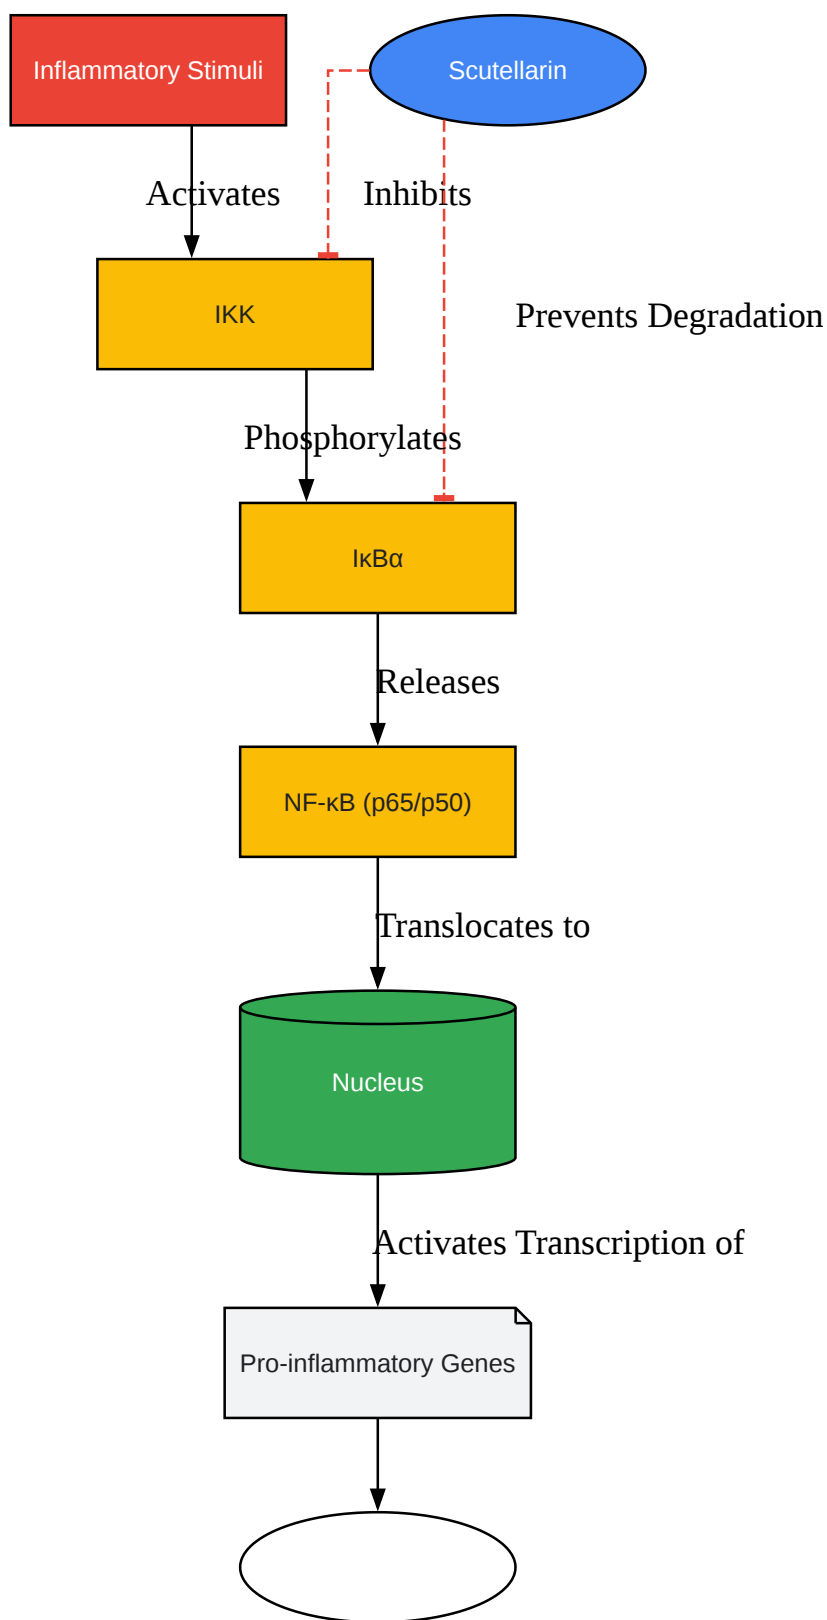 Inflammatory Stimuli
Scutellarin
Activates
Inhibits
IKK
Prevents Degradation
Phosphorylates
IκBα
Releases
NF-κB (p65/p50)
Translocates to
Nucleus
Activates Transcription of
Pro-inflammatory Genes